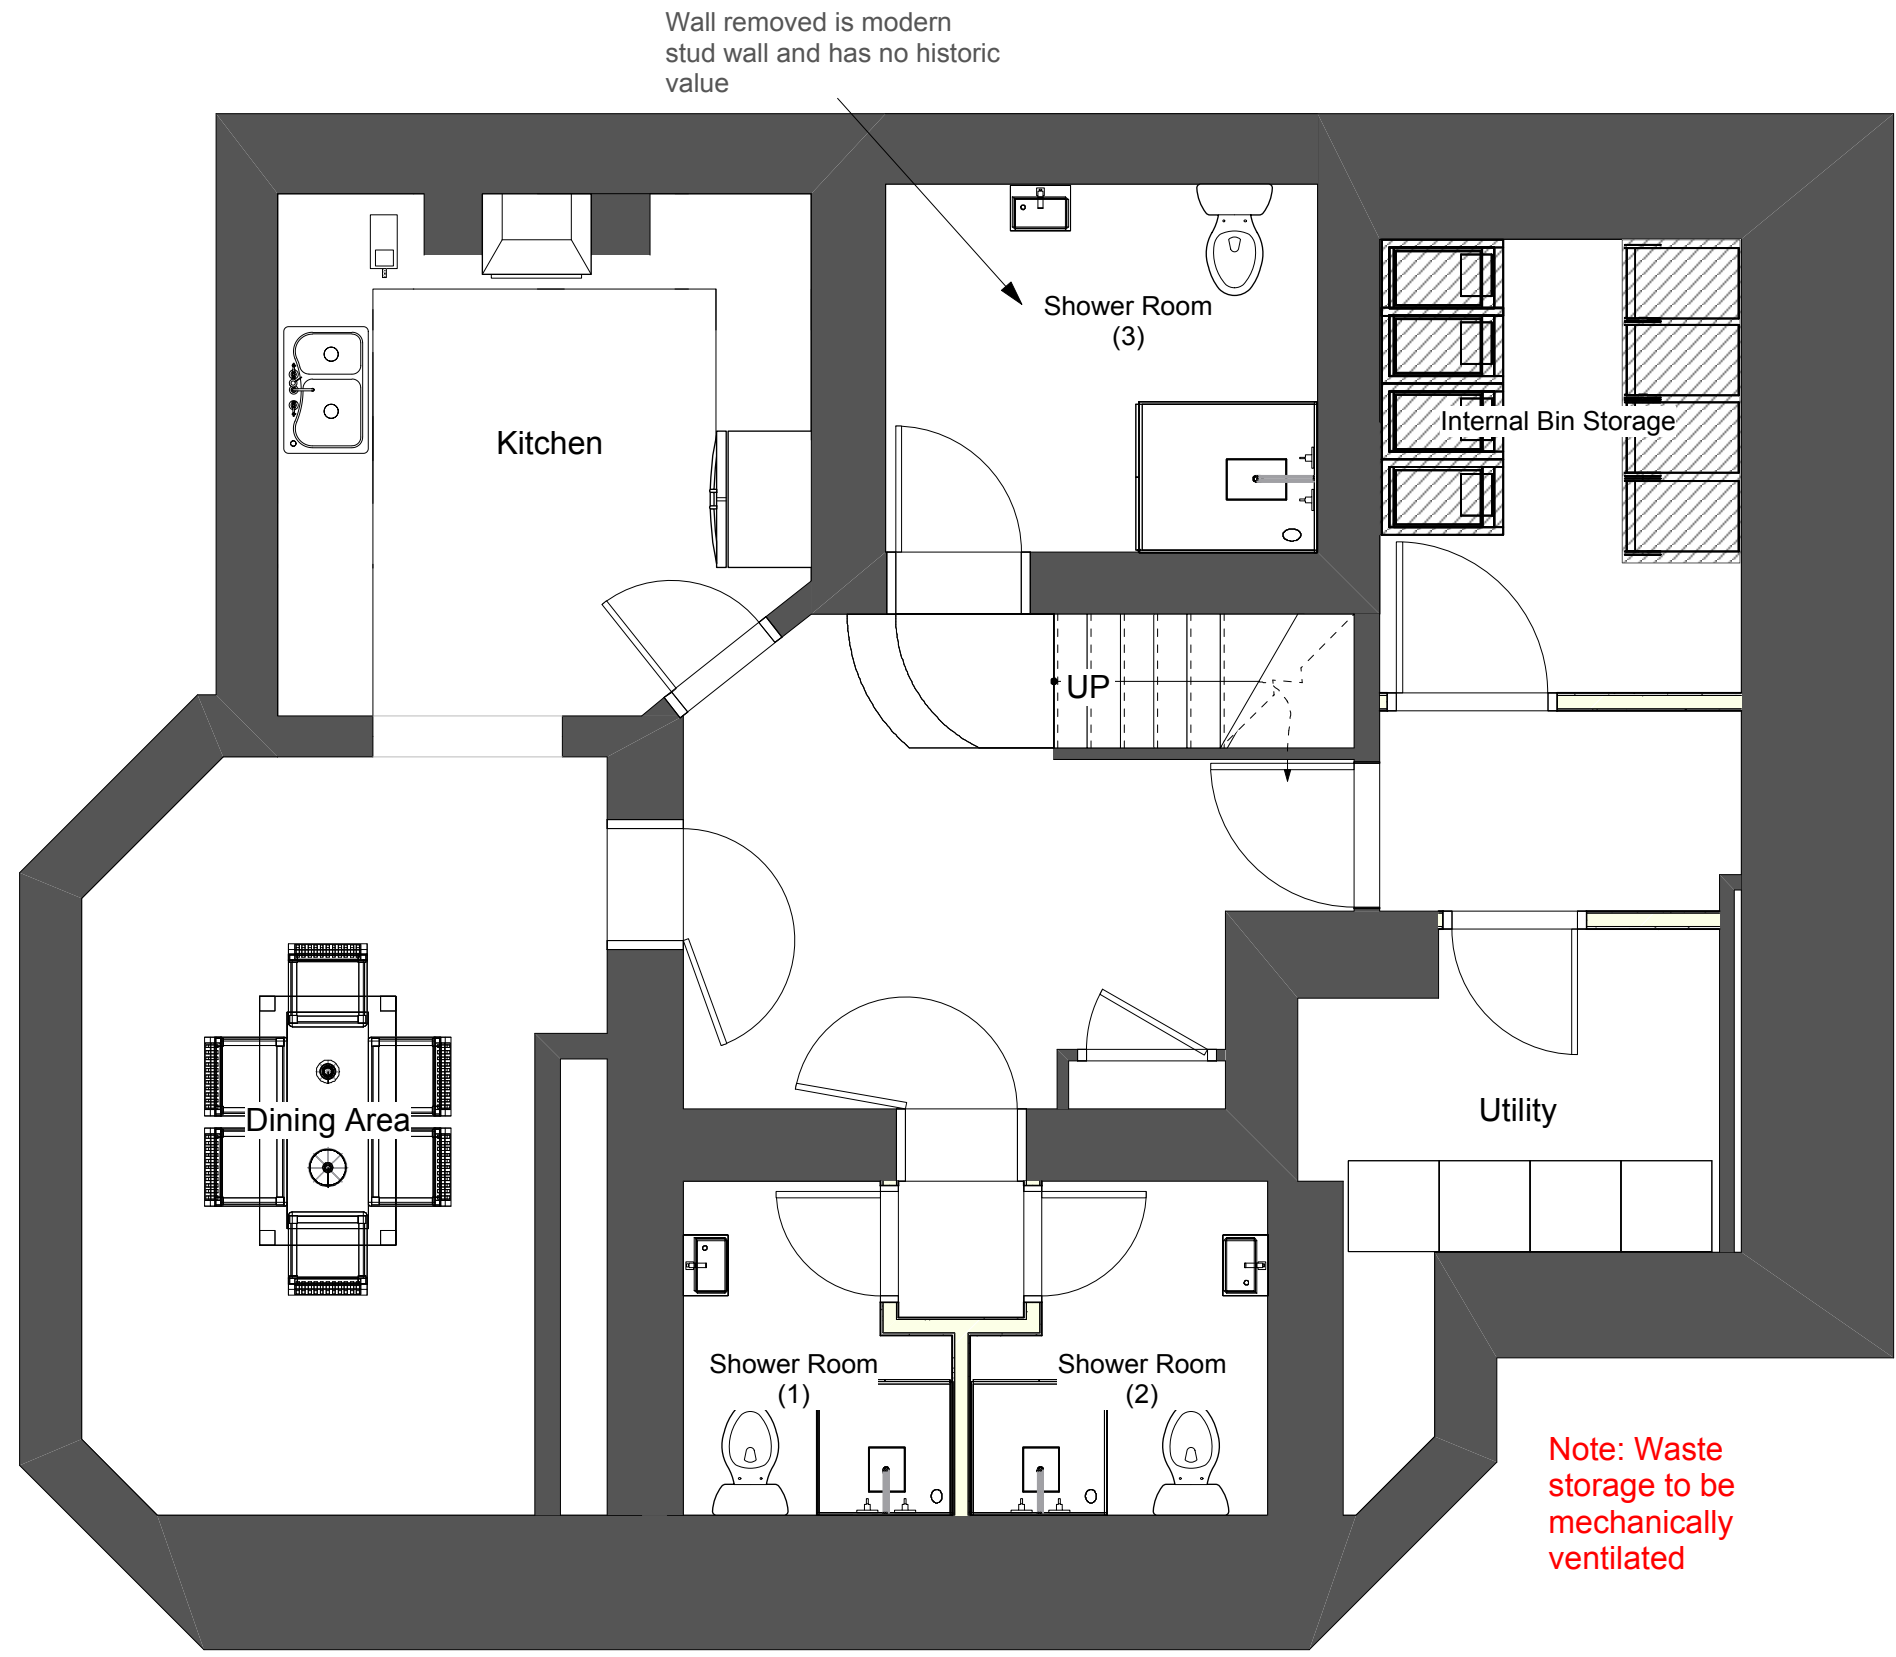 Wall removed is modern
stud wall and has no historic
value
Shower Room
(3)
Kitchen
Internal Bin Storage
UP
Dining Area
Utility
Shower Room
(1)
Shower Room
(2)
Note: Waste
storage to be
mechanically
ventilated